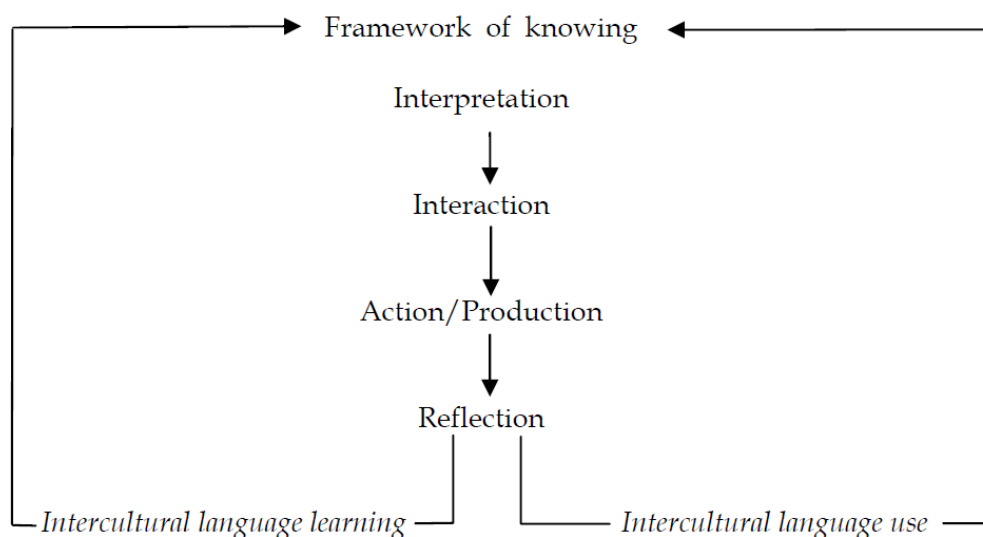 Framework of knowing
Interpretation
Interaction
Action/Production
Reflection
Intercultural language learning
Intercultural language use